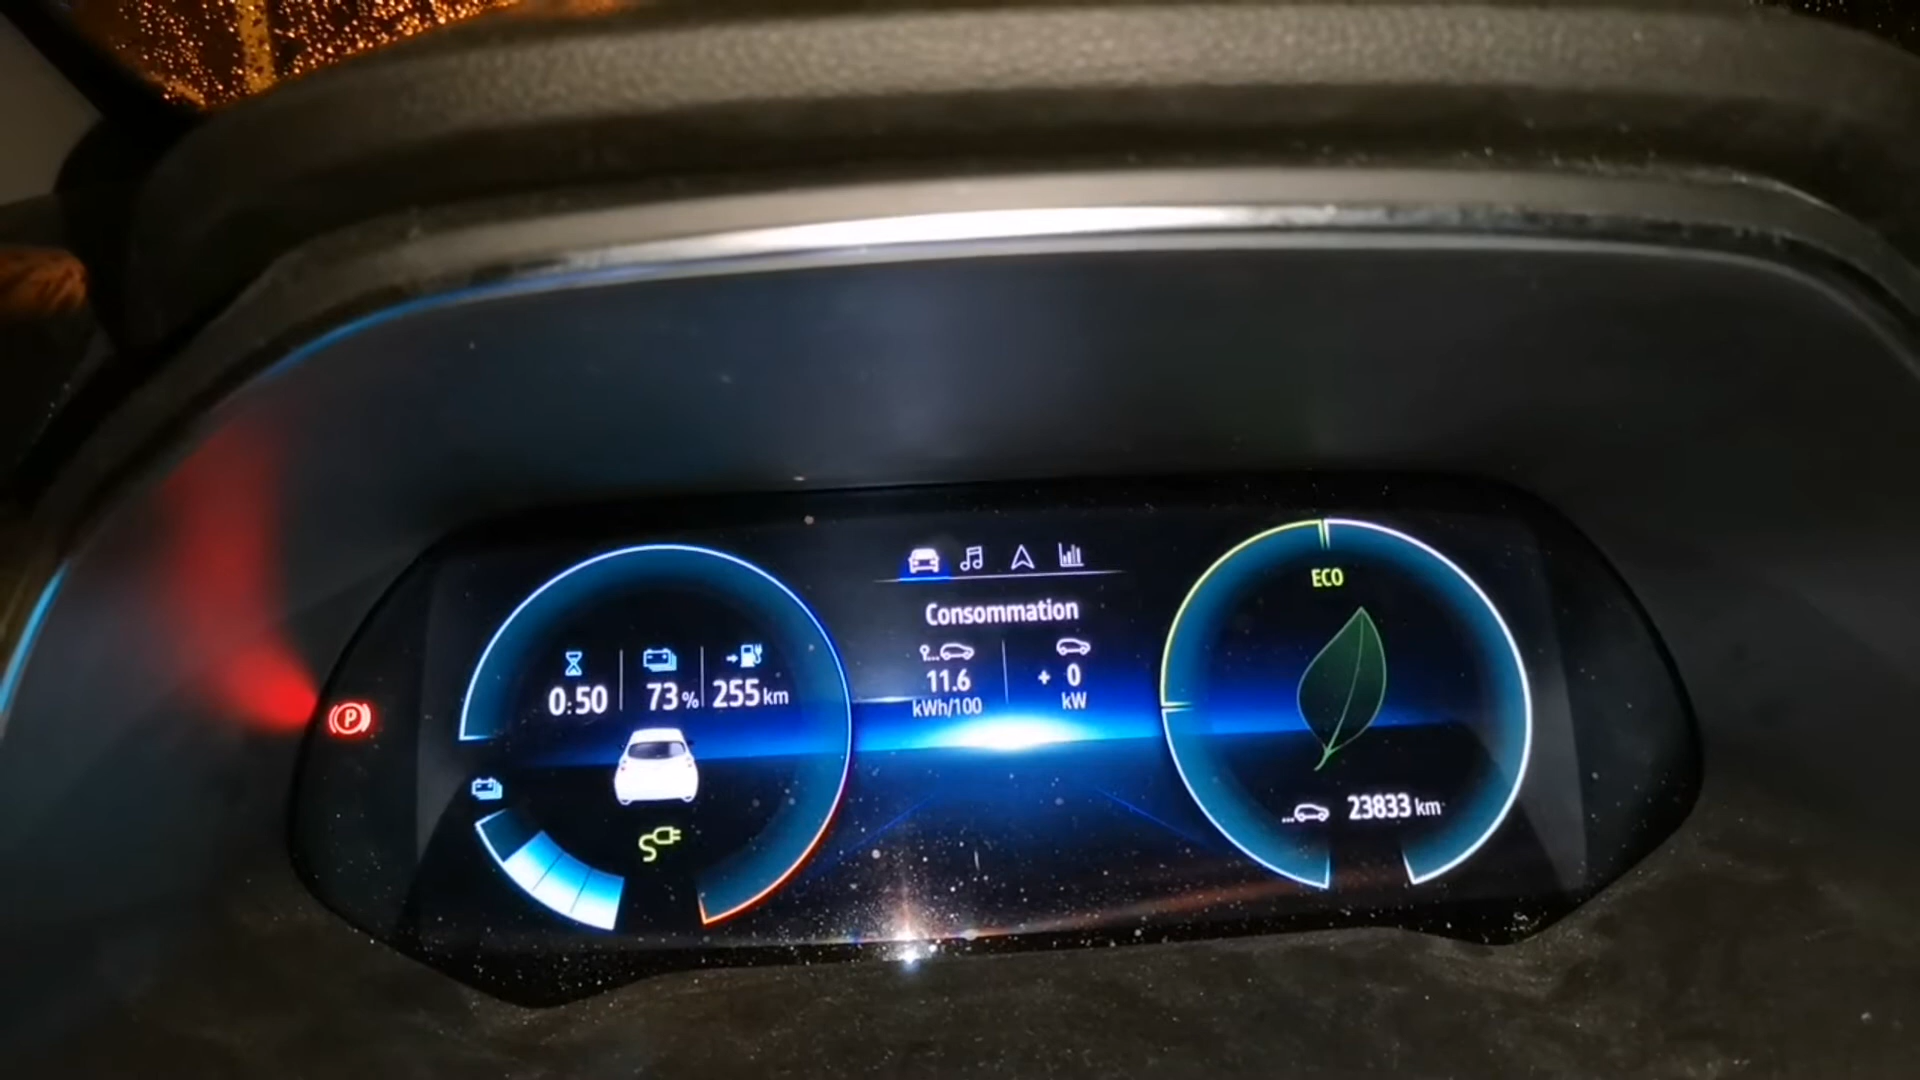 P
0:50
73%
255 km
Consommation
11.6
kWh/100
+ 0
kW
ECO
...
23833 km